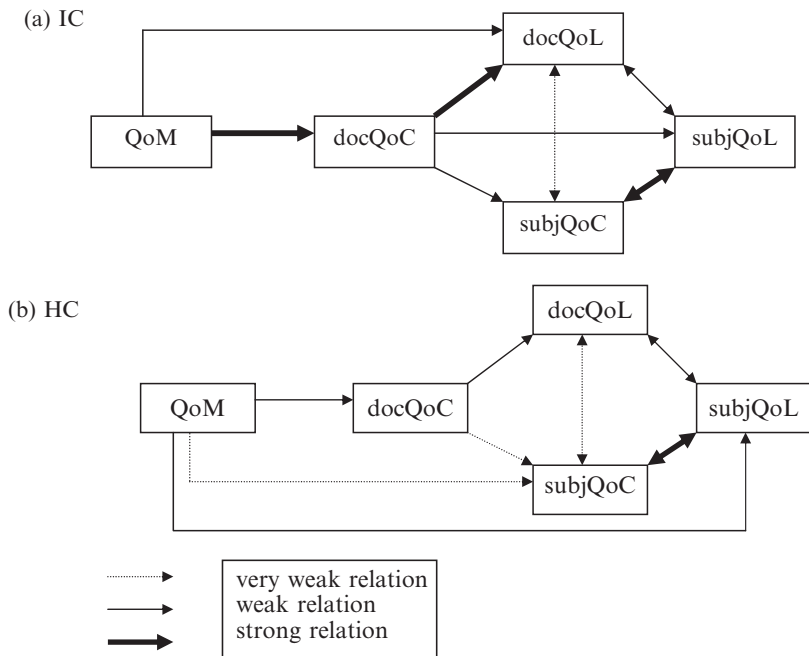 (a) IC
docQoL
QoM
docQoC
subjQoL
subjQoC
(b) HC
docQoL
QoM
docQoC
subjQoL
subjQoC
very weak relation
weak relation
strong relation